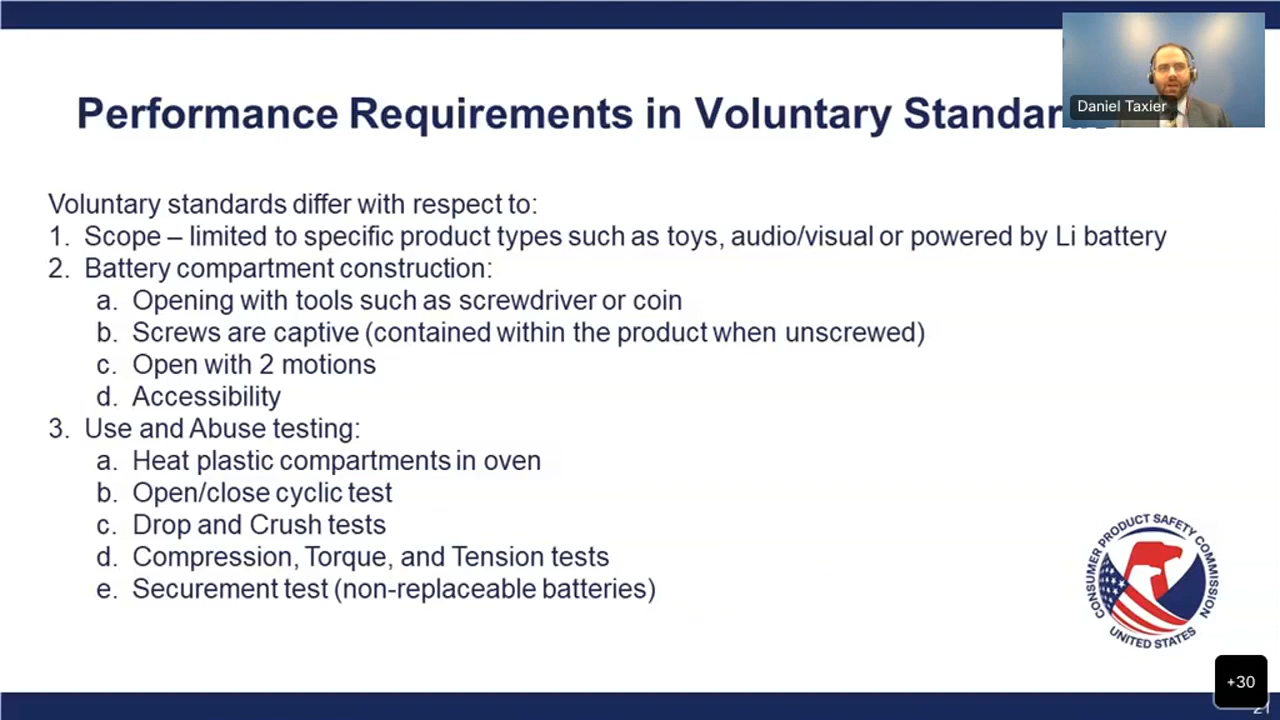 Performance Requirements in Voluntary Standards
Daniel Taxier
Voluntary standards differ with respect to:
1. Scope – limited to specific product types such as toys, audio/visual or powered by Li battery
2. Battery compartment construction:
a. Opening with tools such as screwdriver or coin
b. Screws are captive (contained within the product when unscrewed)
c. Open with 2 motions
d. Accessibility
3. Use and Abuse testing:
a. Heat plastic compartments in oven
b. Open/close cyclic test
c. Drop and Crush tests
d. Compression, Torque, and Tension tests
e. Securement test (non-replaceable batteries)
CONSUMER PRODUCT SAFETY COMMISSION
UNITED STATES
+30
21